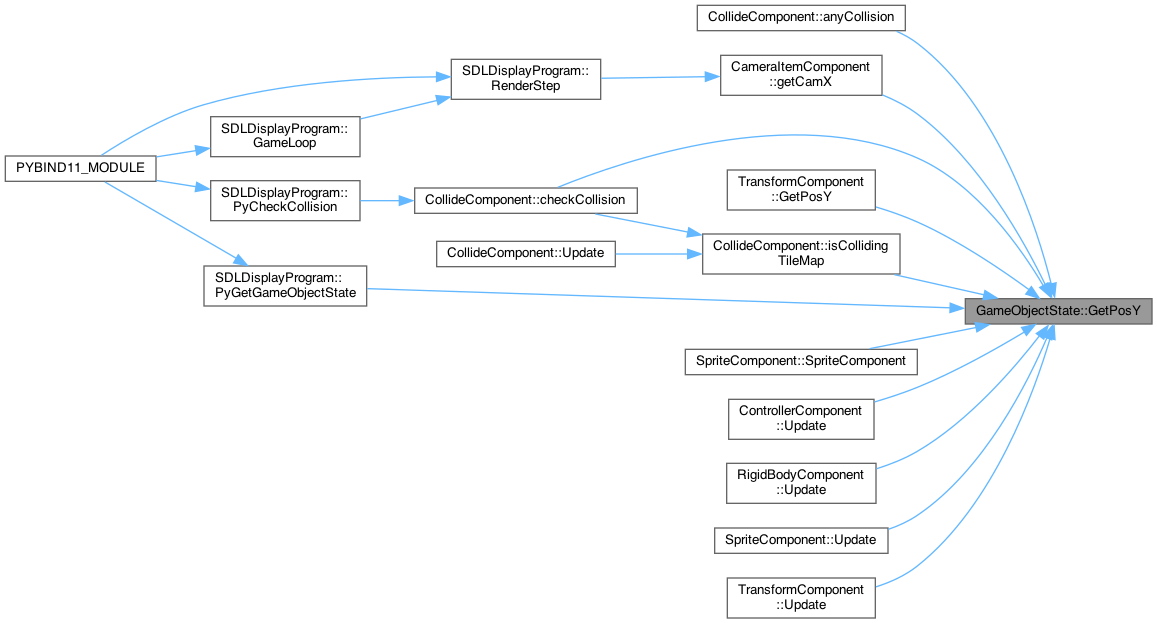 CollideComponent::anyCollision
CameraItemComponent
::getCamX
SDLDisplayProgram::
RenderStep
SDLDisplayProgram::
GameLoop
PYBIND11_MODULE
SDLDisplayProgram::
PyCheckCollision
CollideComponent::checkCollision
TransformComponent
::GetPosY
CollideComponent::isColliding
TileMap
CollideComponent::Update
SDLDisplayProgram::
PyGetGameObjectState
GameObjectState::GetPosY
SpriteComponent::SpriteComponent
ControllerComponent
::Update
RigidBodyComponent
::Update
SpriteComponent::Update
TransformComponent
::Update